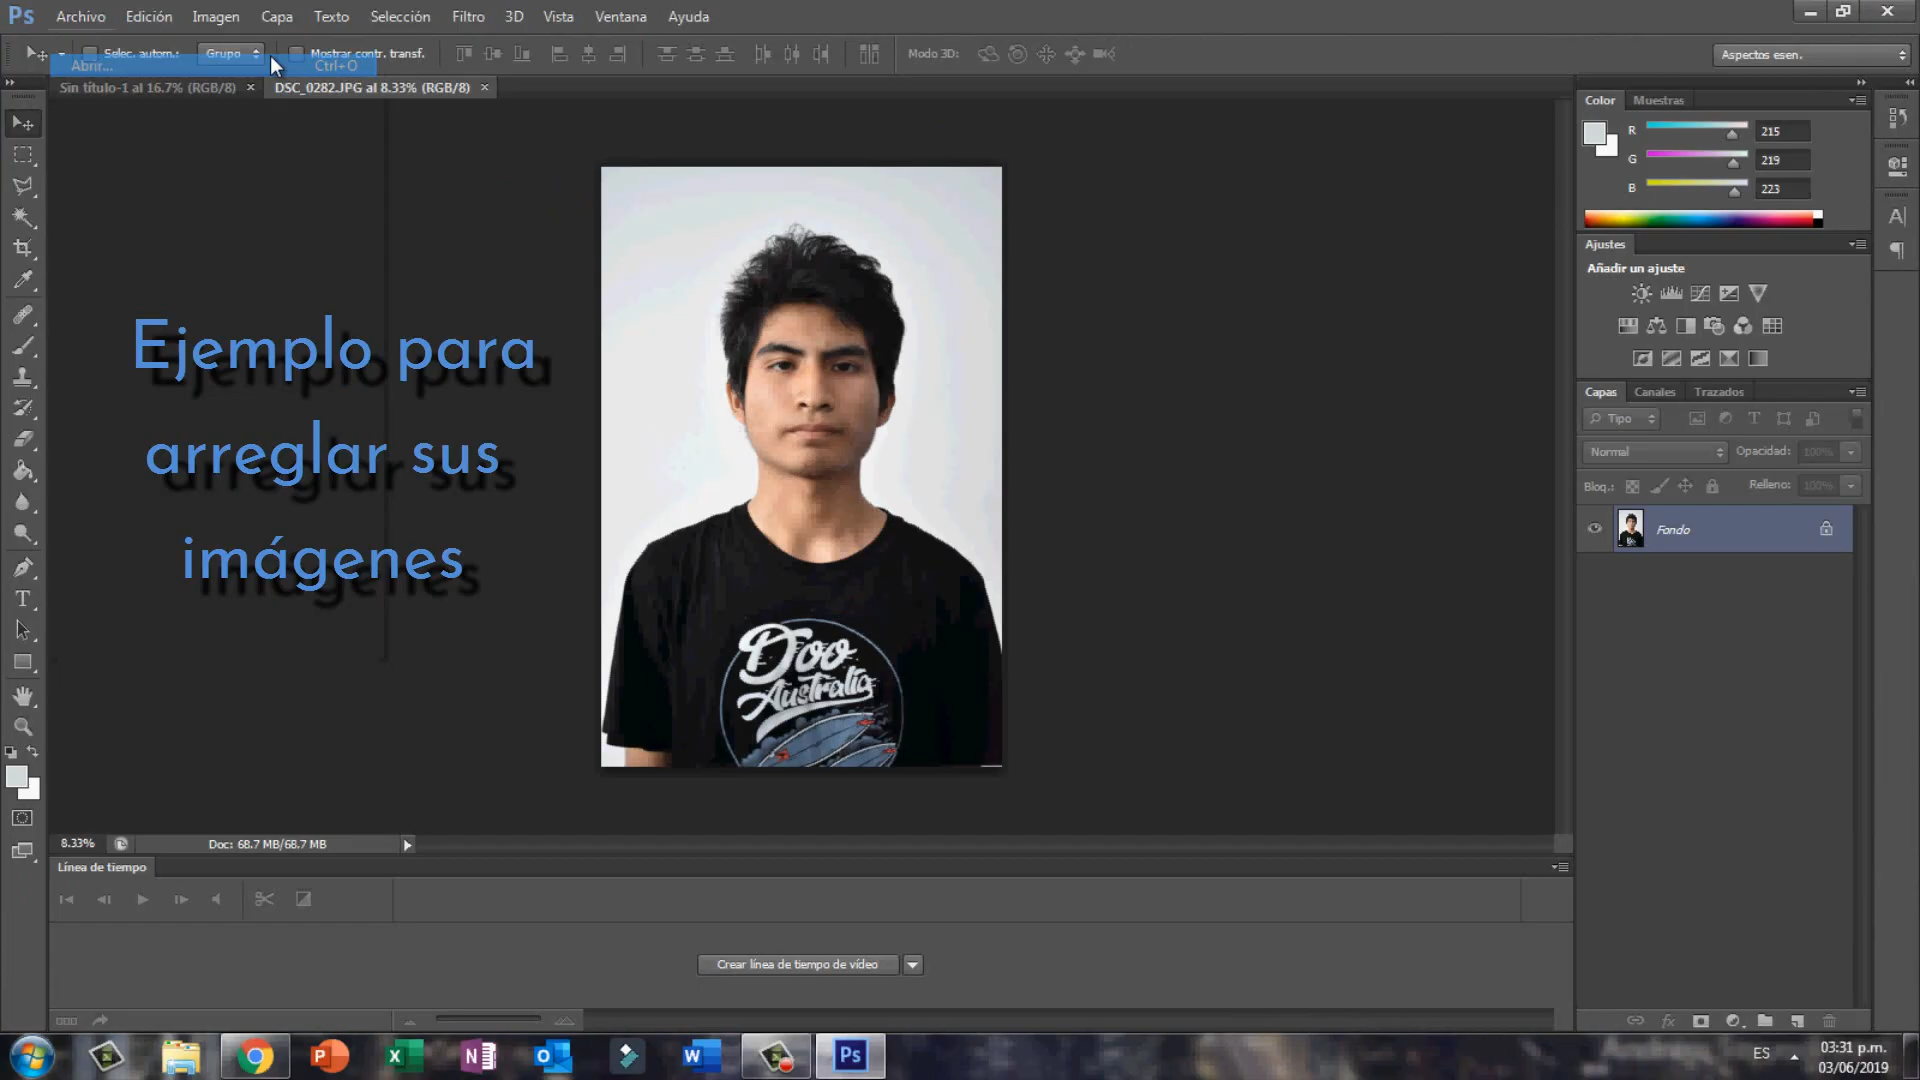 Ps Archivo Edición Imagen Capa Texto Selección Filtro 3D Vista Ventana Ayuda
Selec. autom.: Grupo Mostrar contr. transf. Modo 3D: Aspectos esen.
Abrir... Ctrl+O
Sin título-1 al 16.7% (RGB/8) × DSC_0282.JPG al 8.33% (RGB/8) ×
Color Muestras
R 215
G 219
B 223
Ajustes
Añadir un ajuste
Capas Canales Trazados
Tipo
Normal Opacidad: 100%
Bloq.: Relleno: 100%
Fondo
Ejemplo para
arreglar sus
imágenes
Doo
Australia
8.33% Doc: 68.7 MB/68.7 MB
Línea de tiempo
Crear línea de tiempo de vídeo
ES 03:31 p.m.
03/06/2019